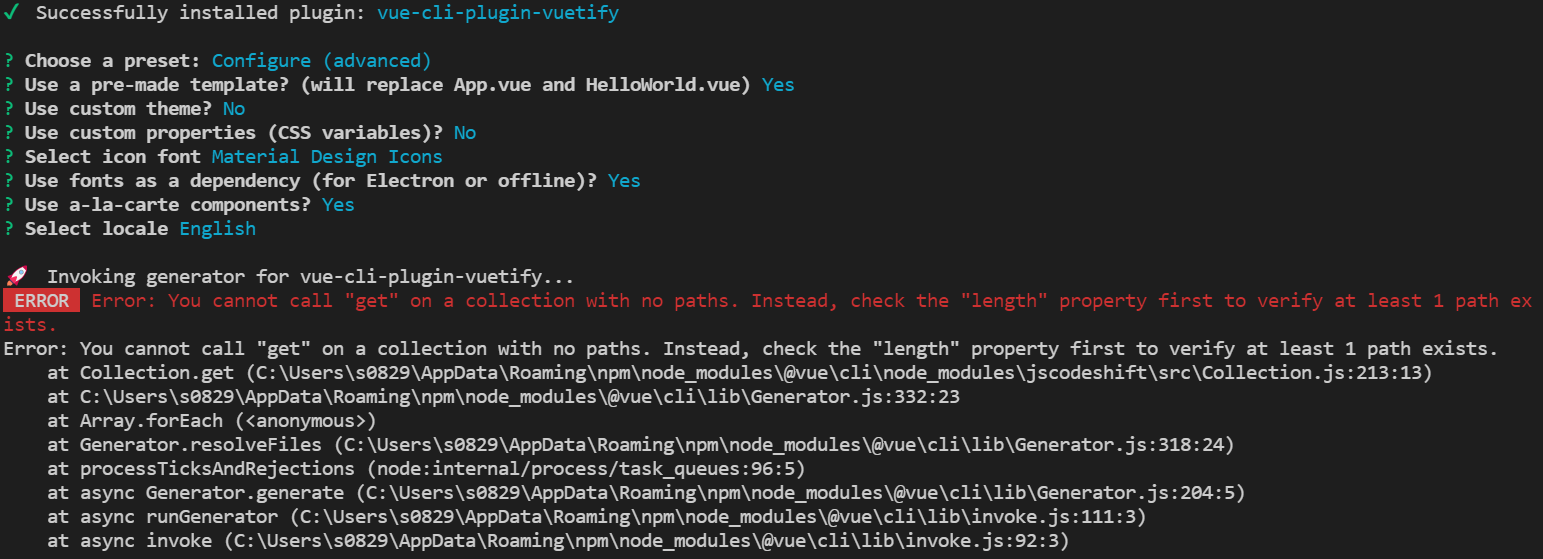 ✓ Successfully installed plugin: vue-cli-plugin-vuetify
? Choose a preset: Configure (advanced)
? Use a pre-made template? (will replace App.vue and HelloWorld.vue) Yes
? Use custom theme? No
? Use custom properties (CSS variables)? No
? Select icon font Material Design Icons
? Use fonts as a dependency (for Electron or offline)? Yes
? Use a-la-carte components? Yes
? Select locale English
🚀 Invoking generator for vue-cli-plugin-vuetify...
ERROR Error: You cannot call "get" on a collection with no paths. Instead, check the "length" property first to verify at least 1 path ex
ists.
Error: You cannot call "get" on a collection with no paths. Instead, check the "length" property first to verify at least 1 path exists.
at Collection.get (C:\Users\s0829\AppData\Roaming\npm\node_modules\@vue\cli\node_modules\jscodeshift\src\Collection.js:213:13)
at C:\Users\s0829\AppData\Roaming\npm\node_modules\@vue\cli\lib\Generator.js:332:23
at Array.forEach (<anonymous>)
at Generator.resolveFiles (C:\Users\s0829\AppData\Roaming\npm\node_modules\@vue\cli\lib\Generator.js:318:24)
at processTicksAndRejections (node:internal/process/task_queues:96:5)
at async Generator.generate (C:\Users\s0829\AppData\Roaming\npm\node_modules\@vue\cli\lib\Generator.js:204:5)
at async runGenerator (C:\Users\s0829\AppData\Roaming\npm\node_modules\@vue\cli\lib\invoke.js:111:3)
at async invoke (C:\Users\s0829\AppData\Roaming\npm\node_modules\@vue\cli\lib\invoke.js:92:3)